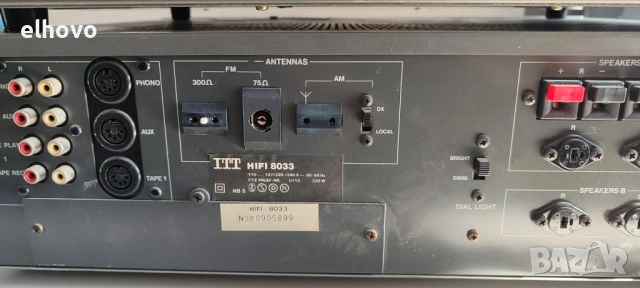 elhovo
ANTENNAS
SPEAKERS
FM
AM
300Ω
75Ω
R
L
PHONO
AUX
TAPE 1
DX
LOCAL
+ R -
R
ITT HIFI 8033
BRIGHT
DIMM
DIAL LIGHT
SPEAKERS B
R
HIFI 8033
N280905899
BAZAR